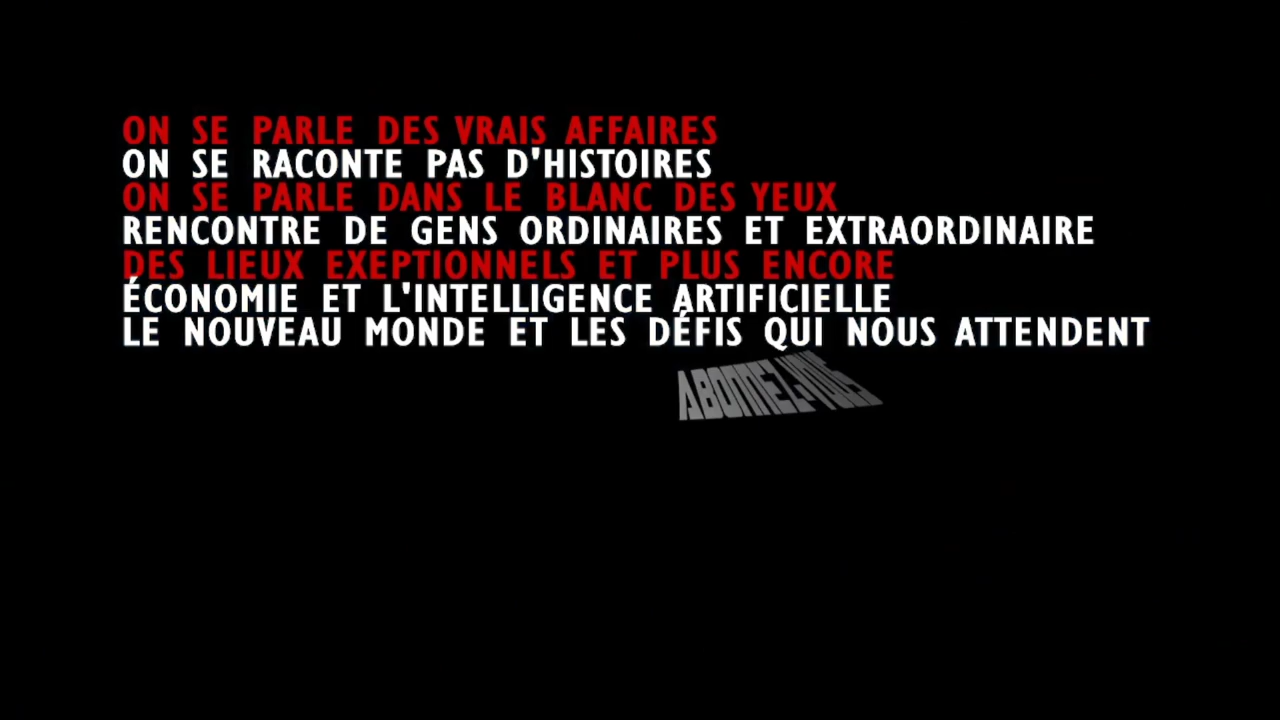 ON SE PARLE DES VRAIS AFFAIRES
ON SE RACONTE PAS D'HISTOIRES
ON SE PARLE DANS LE BLANC DES YEUX
RENCONTRE DE GENS ORDINAIRES ET EXTRAORDINAIRE
DES LIEUX EXEPTIONNELS ET PLUS ENCORE
ÉCONOMIE ET L'INTELLIGENCE ARTIFICIELLE
LE NOUVEAU MONDE ET LES DÉFIS QUI NOUS ATTENDENT
ABONNEZ-VOUS